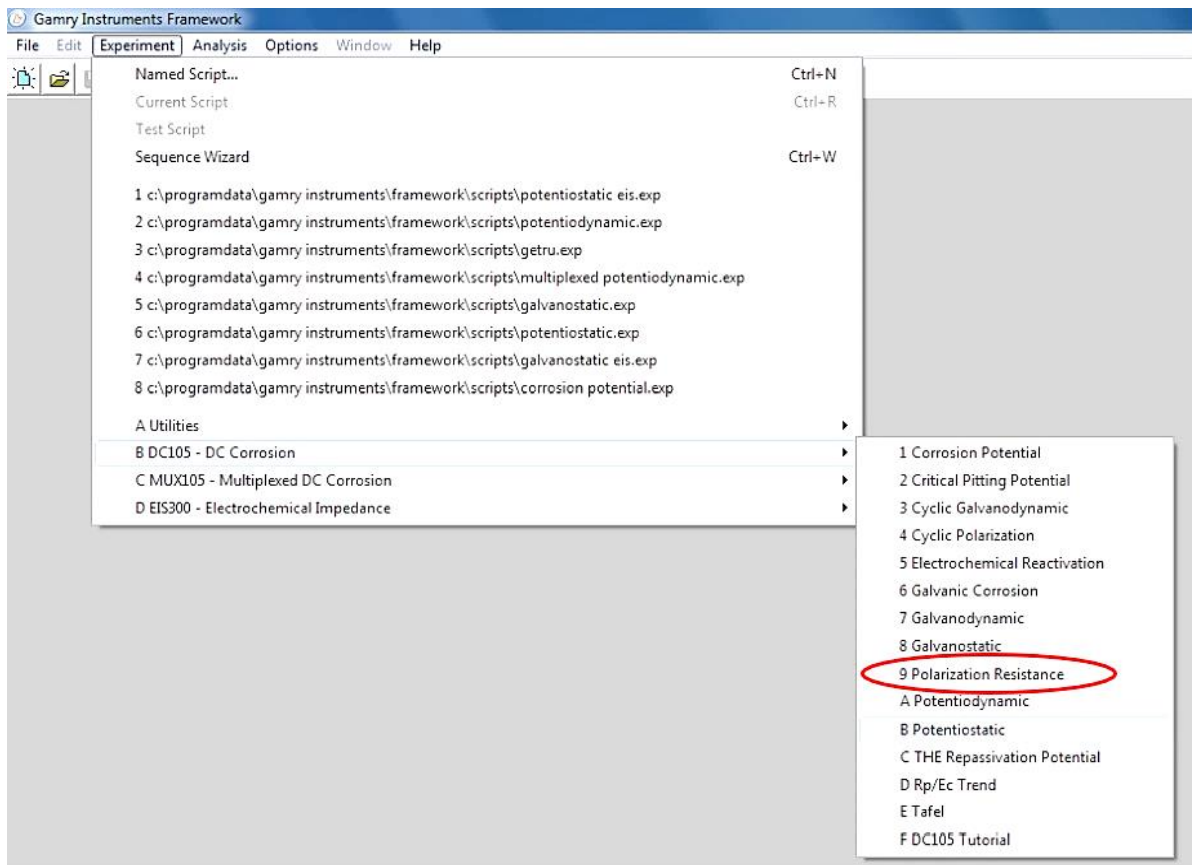 Gamry Instruments Framework
File Edit Experiment Analysis Options Window Help
Named Script... Ctrl+N
Current Script Ctrl+R
Test Script
Sequence Wizard Ctrl+W
1 c:\programdata\gamry instruments\framework\scripts\potentiostatic eis.exp
2 c:\programdata\gamry instruments\framework\scripts\potentiodynamic.exp
3 c:\programdata\gamry instruments\framework\scripts\getru.exp
4 c:\programdata\gamry instruments\framework\scripts\multiplexed potentiodynamic.exp
5 c:\programdata\gamry instruments\framework\scripts\galvanostatic.exp
6 c:\programdata\gamry instruments\framework\scripts\potentiostatic.exp
7 c:\programdata\gamry instruments\framework\scripts\galvanostatic eis.exp
8 c:\programdata\gamry instruments\framework\scripts\corrosion potential.exp
A Utilities
B DC105 - DC Corrosion
C MUX105 - Multiplexed DC Corrosion
D EIS300 - Electrochemical Impedance
1 Corrosion Potential
2 Critical Pitting Potential
3 Cyclic Galvanodynamic
4 Cyclic Polarization
5 Electrochemical Reactivation
6 Galvanic Corrosion
7 Galvanodynamic
8 Galvanostatic
9 Polarization Resistance
A Potentiodynamic
B Potentiostatic
C THE Repassivation Potential
D Rp/Ec Trend
E Tafel
F DC105 Tutorial